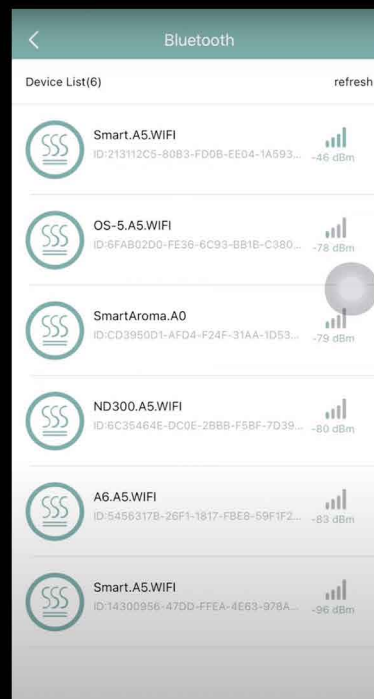 Bluetooth
Device List(6)
refresh
Smart.A5.WIFI
ID:213112C5-80B3-FD0B-EE04-1A593...
-46 dBm
OS-5.A5.WIFI
ID:6FAB02D0-FE36-6C93-BB1B-C380...
-78 dBm
SmartAroma.A0
ID:CD3950D1-AFD4-F24F-31AA-1D53...
-79 dBm
ND300.A5.WIFI
ID:6C35464E-DC0E-2BBB-F5BF-7D39...
-80 dBm
A6.A5.WIFI
ID:5456317B-26F1-1817-FBE8-59F1F2...
-83 dBm
Smart.A5.WIFI
ID:14300956-47DD-FFEA-4E63-978A...
-96 dBm